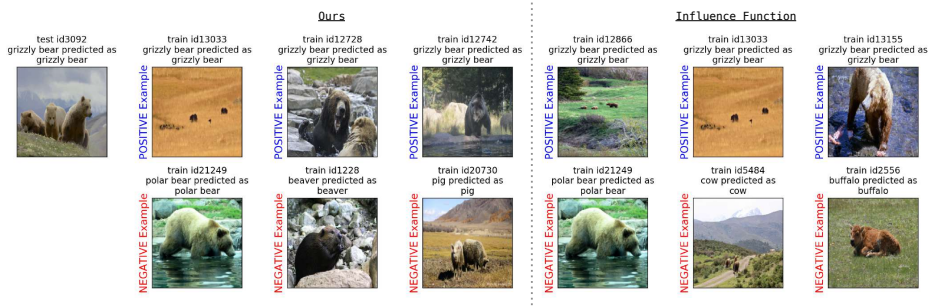 Ours
Influence Function
test id3092
grizzly bear predicted as
grizzly bear
train id13033
grizzly bear predicted as
grizzly bear
POSITIVE Example
train id12728
grizzly bear predicted as
grizzly bear
POSITIVE Example
train id12742
grizzly bear predicted as
grizzly bear
POSITIVE Example
train id12866
grizzly bear predicted as
grizzly bear
POSITIVE Example
train id13033
grizzly bear predicted as
grizzly bear
POSITIVE Example
train id13155
grizzly bear predicted as
grizzly bear
POSITIVE Example
train id21249
polar bear predicted as
polar bear
NEGATIVE Example
train id1228
beaver predicted as
beaver
NEGATIVE Example
train id20730
pig predicted as
pig
NEGATIVE Example
train id21249
polar bear predicted as
polar bear
NEGATIVE Example
train id5484
cow predicted as
cow
NEGATIVE Example
train id2556
buffalo predicted as
buffalo
NEGATIVE Example